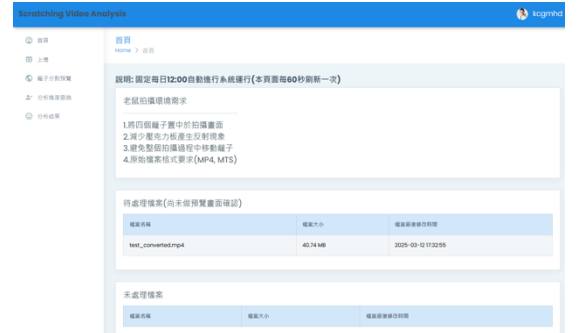 Scratching Video Analysis
kcgmhd
首頁
上傳
籠子分割預覽
分析進度查詢
分析結果
首頁
Home > 首頁
說明: 固定每日12:00自動進行系統運行(本頁面每60秒刷新一次)
老鼠拍攝環境需求
1.將四個籠子置中於拍攝畫面
2.減少壓克力板產生反射現象
3.避免整個拍攝過程中移動籠子
4.原始檔案格式要求(MP4, MTS)
待處理檔案(尚未做預覽畫面確認)
檔案名稱 檔案大小 檔案最後修改時間
test_converted.mp4 40.74 MB 2025-03-12 17:32:55
未處理檔案
檔案名稱 檔案大小 檔案最後修改時間